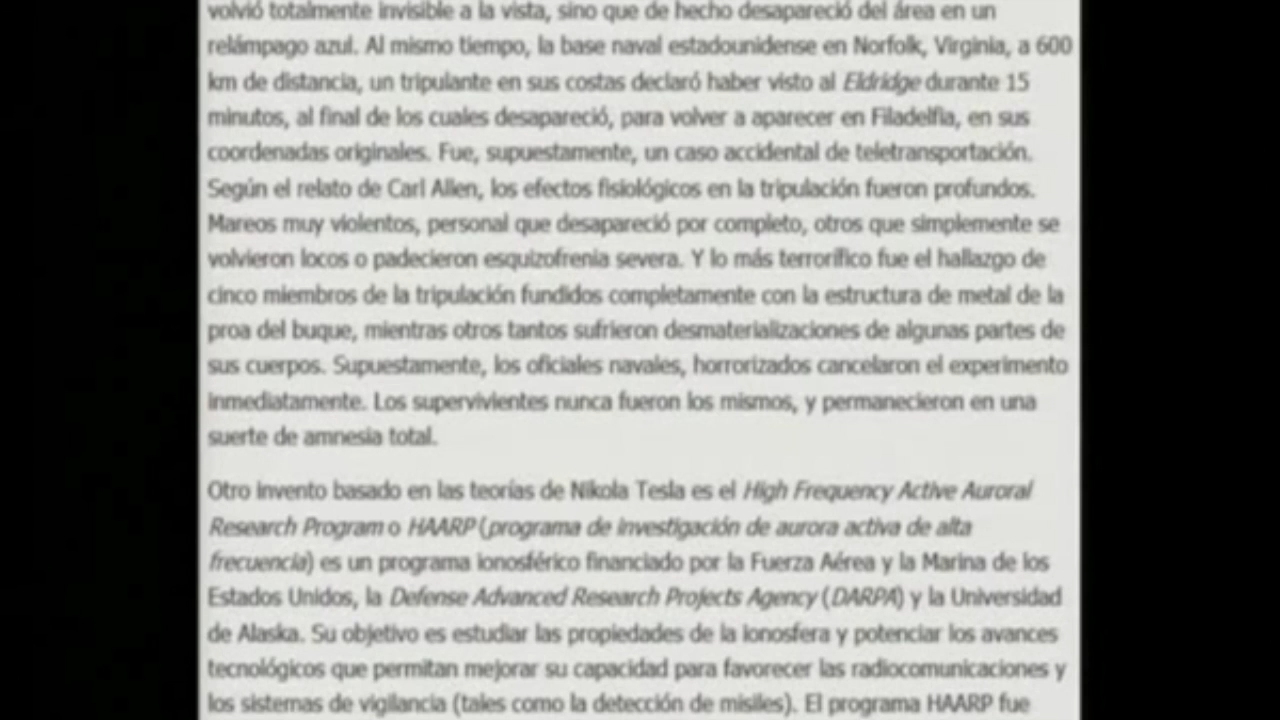 volvió totalmente invisible a la vista, sino que de hecho desapareció del área en un
relámpago azul. Al mismo tiempo, la base naval estadounidense en Norfolk, Virginia, a 600
km de distancia, un tripulante en sus costas declaró haber visto al Eldridge durante 15
minutos, al final de los cuales desapareció, para volver a aparecer en Filadelfia, en sus
coordenadas originales. Fue, supuestamente, un caso accidental de teletransportación.
Según el relato de Carl Allen, los efectos fisiológicos en la tripulación fueron profundos.
Mareos muy violentos, personal que desapareció por completo, otros que simplemente se
volvieron locos o padecieron esquizofrenia severa. Y lo más terrorífico fue el hallazgo de
cinco miembros de la tripulación fundidos completamente con la estructura de metal de la
proa del buque, mientras otros tantos sufrieron desmaterializaciones de algunas partes de
sus cuerpos. Supuestamente, los oficiales navales, horrorizados cancelaron el experimento
inmediatamente. Los supervivientes nunca fueron los mismos, y permanecieron en una
suerte de amnesia total.
Otro invento basado en las teorías de Nikola Tesla es el High Frequency Active Auroral
Research Program o HAARP (programa de investigación de aurora activa de alta
frecuencia) es un programa ionosférico financiado por la Fuerza Aérea y la Marina de los
Estados Unidos, la Defense Advanced Research Projects Agency (DARPA) y la Universidad
de Alaska. Su objetivo es estudiar las propiedades de la ionosfera y potenciar los avances
tecnológicos que permitan mejorar su capacidad para favorecer las radiocomunicaciones y
los sistemas de vigilancia (tales como la detección de misiles). El programa HAARP fue